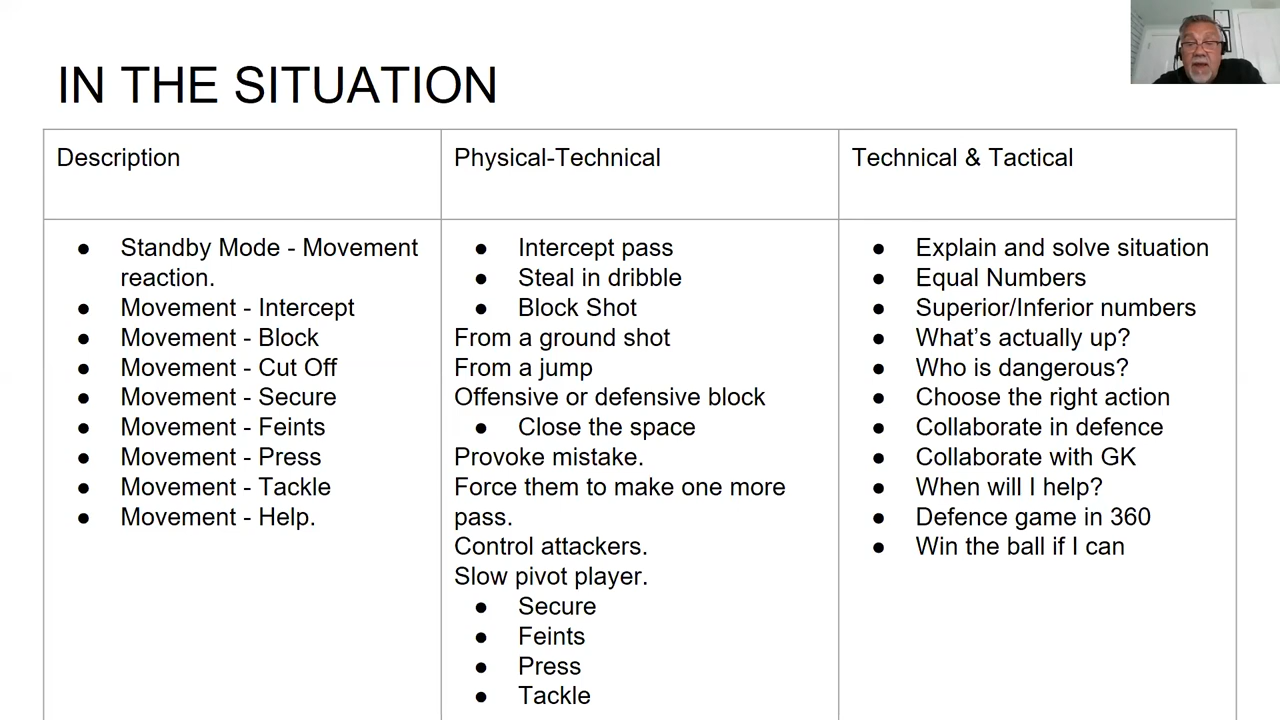 IN THE SITUATION
Description
Physical-Technical
Technical & Tactical
● Standby Mode - Movement
reaction.
● Movement - Intercept
● Movement - Block
● Movement - Cut Off
● Movement - Secure
● Movement - Feints
● Movement - Press
● Movement - Tackle
● Movement - Help.
● Intercept pass
● Steal in dribble
● Block Shot
From a ground shot
From a jump
Offensive or defensive block
● Close the space
Provoke mistake.
Force them to make one more
pass.
Control attackers.
Slow pivot player.
● Secure
● Feints
● Press
● Tackle
● Explain and solve situation
● Equal Numbers
● Superior/Inferior numbers
● What’s actually up?
● Who is dangerous?
● Choose the right action
● Collaborate in defence
● Collaborate with GK
● When will I help?
● Defence game in 360
● Win the ball if I can